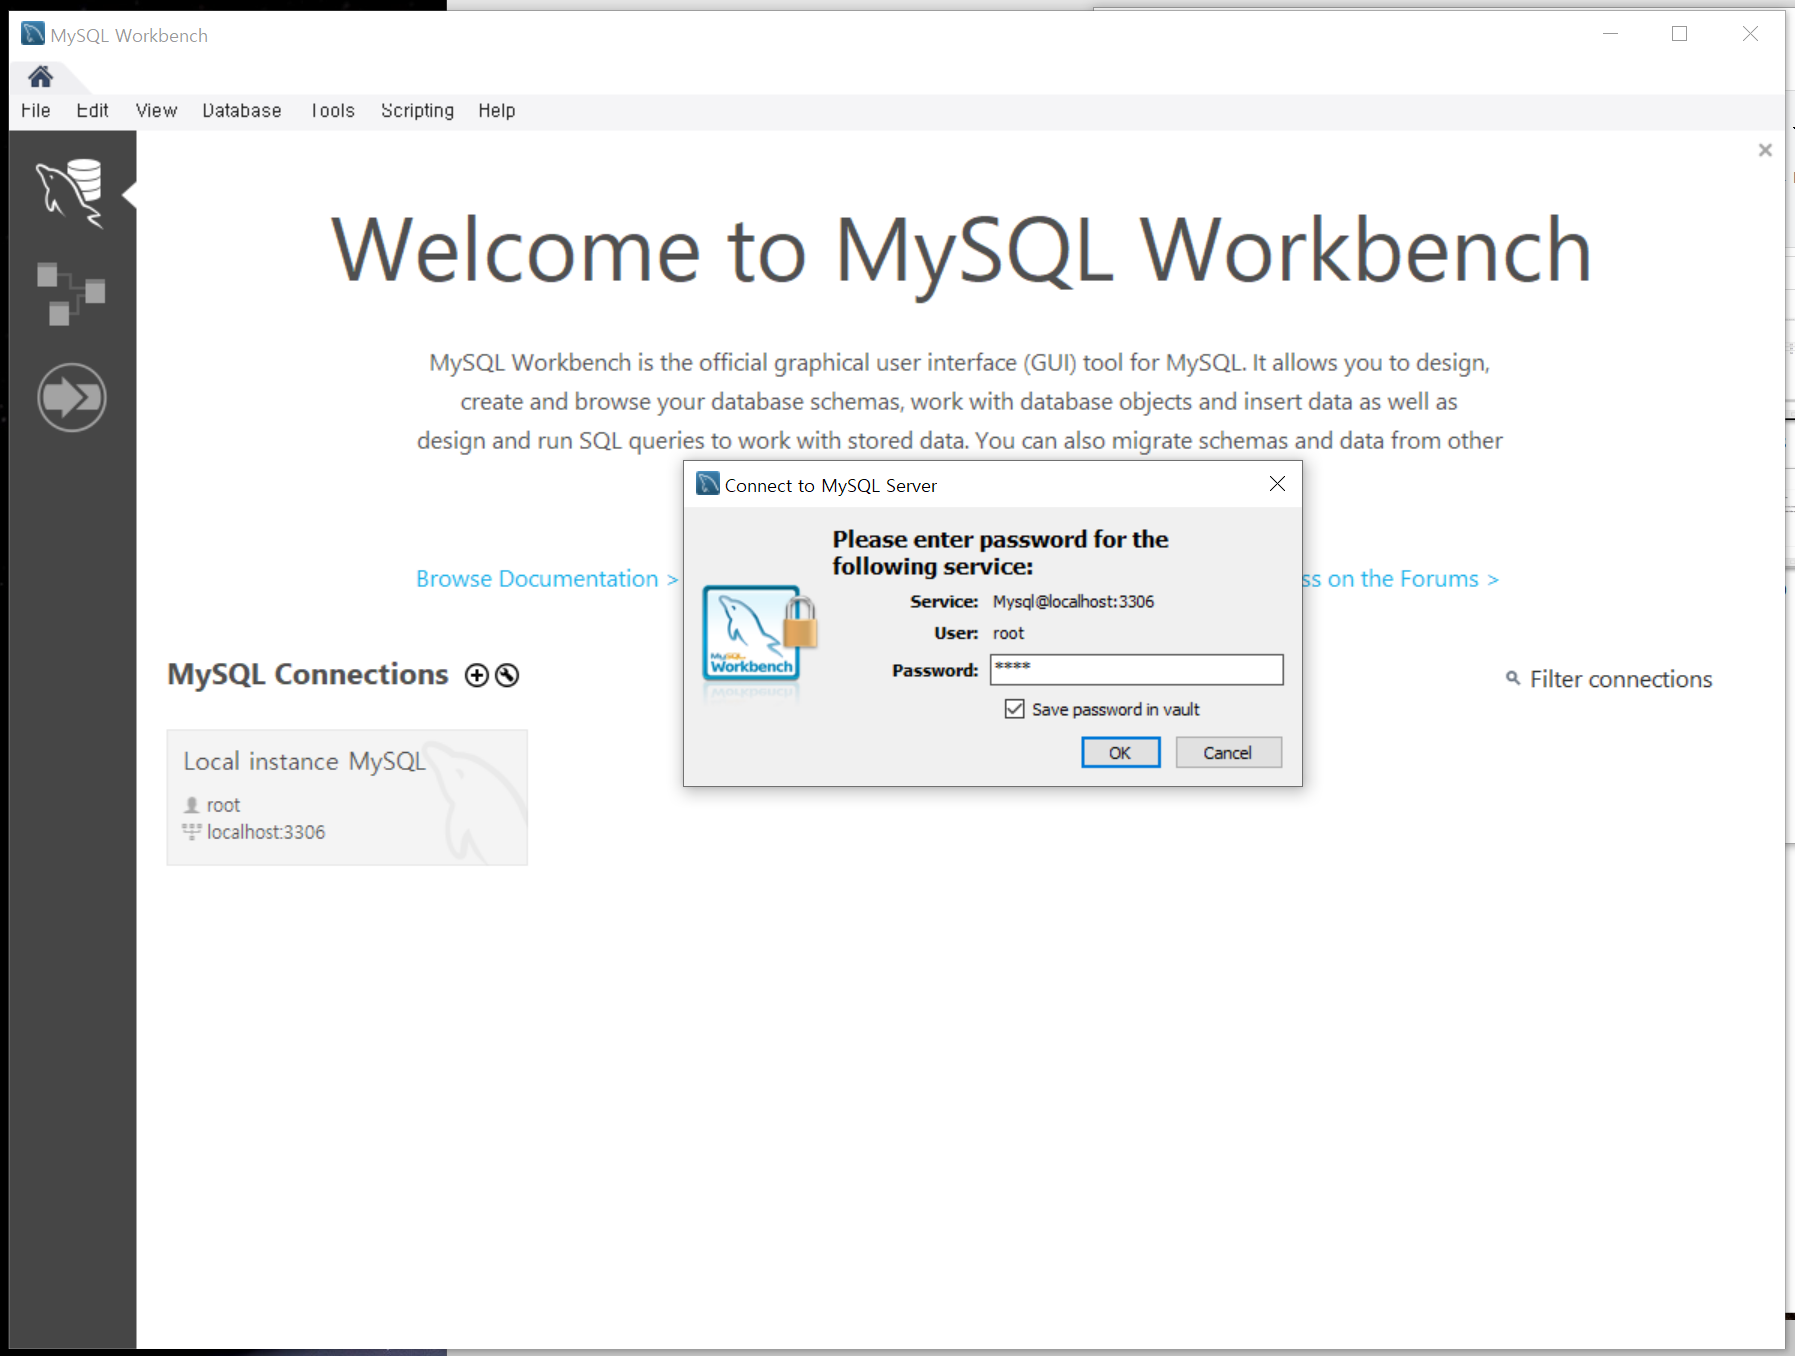 MySQL Workbench
File Edit View Database Tools Scripting Help
Welcome to MySQL Workbench
MySQL Workbench is the official graphical user interface (GUI) tool for MySQL. It allows you to design,
create and browse your database schemas, work with database objects and insert data as well as
design and run SQL queries to work with stored data. You can also migrate schemas and data from other
Connect to MySQL Server
Please enter password for the
following service:
Service: Mysql@localhost:3306
User: root
Password: ****
Save password in vault
OK Cancel
MySQL Workbench
Browse Documentation >
ss on the Forums >
MySQL Connections
Filter connections
Local instance MySQL
root
localhost:3306